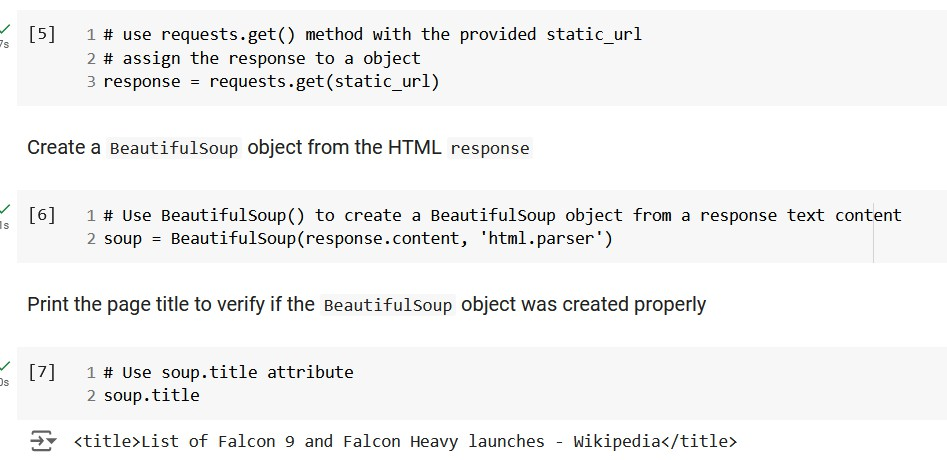 [5] 1 # use requests.get() method with the provided static_url
2 # assign the response to a object
3 response = requests.get(static_url)
7s
Create a BeautifulSoup object from the HTML response
[6] 1 # Use BeautifulSoup() to create a BeautifulSoup object from a response text content
1s
2 soup = BeautifulSoup(response.content, 'html.parser')
Print the page title to verify if the BeautifulSoup object was created properly
[7] 1 # Use soup.title attribute
0s
2 soup.title
<title>List of Falcon 9 and Falcon Heavy launches - Wikipedia</title>